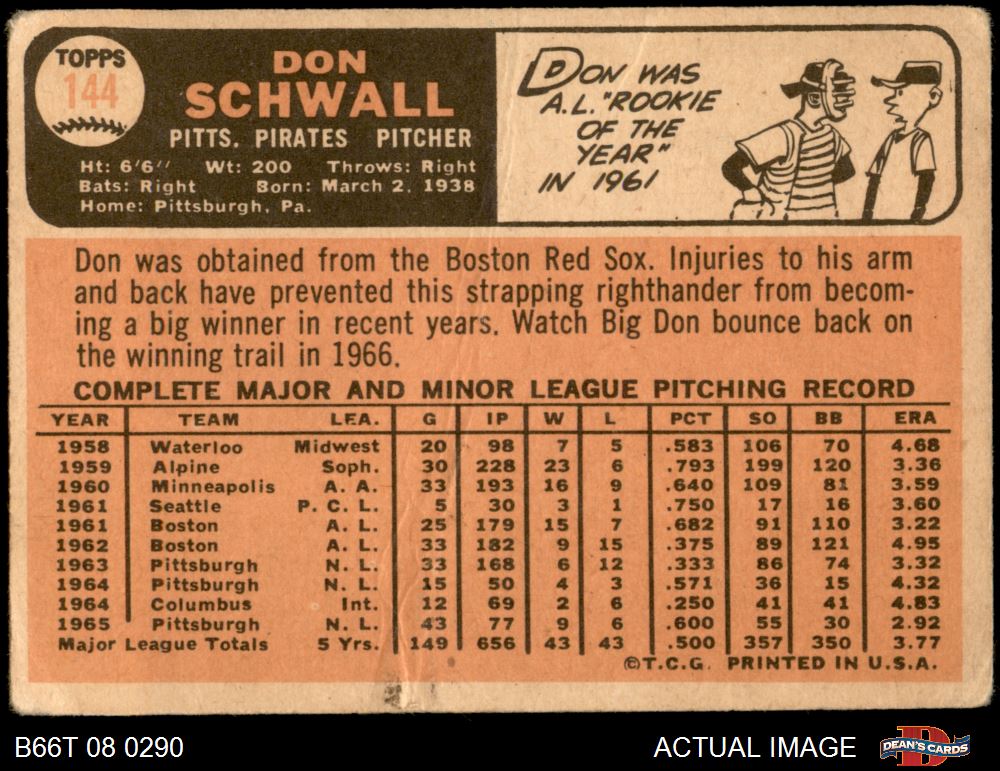 TOPPS
144
DON
SCHWALL
PITTS. PIRATES PITCHER
Ht: 6'6" Wt: 200 Throws: Right
Bats: Right Born: March 2, 1938
Home: Pittsburgh, Pa.
DON WAS
A.L. "ROOKIE
OF THE
YEAR"
IN 1961
Don was obtained from the Boston Red Sox. Injuries to his arm
and back have prevented this strapping righthander from becom-
ing a big winner in recent years. Watch Big Don bounce back on
the winning trail in 1966.
COMPLETE MAJOR AND MINOR LEAGUE PITCHING RECORD
YEAR TEAM LEA. G IP W L PCT SO BB ERA
1958 Waterloo Midwest 20 98 7 5 .583 106 70 4.68
1959 Alpine Soph. 30 228 23 6 .793 199 120 3.36
1960 Minneapolis A. A. 33 193 16 9 .640 109 81 3.59
1961 Seattle P. C. L. 5 30 3 1 .750 17 16 3.60
1961 Boston A. L. 25 179 15 7 .682 91 110 3.22
1962 Boston A. L. 33 182 9 15 .375 89 121 4.95
1963 Pittsburgh N. L. 33 168 6 12 .333 86 74 3.32
1964 Pittsburgh N. L. 15 50 4 3 .571 36 15 4.32
1964 Columbus Int. 12 69 2 6 .250 41 41 4.83
1965 Pittsburgh N. L. 43 77 9 6 .600 55 30 2.92
Major League Totals 5 Yrs. 149 656 43 43 .500 357 350 3.77
©T.C.G. PRINTED IN U.S.A.
B66T 08 0290
ACTUAL IMAGE
DEAN'S CARDS